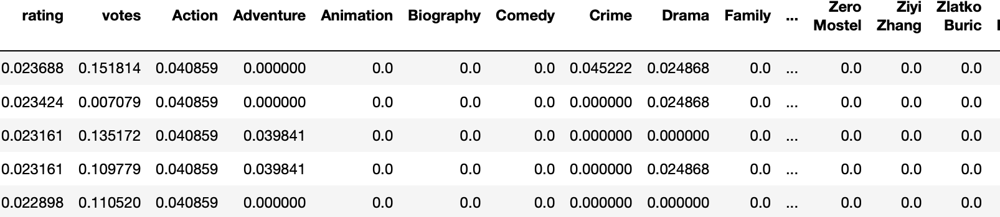 rating votes Action Adventure Animation Biography Comedy Crime Drama Family ... Zero Mostel Ziyi Zhang Zlatko Buric
0.023688 0.151814 0.040859 0.000000 0.0 0.0 0.0 0.045222 0.024868 0.0 ... 0.0 0.0 0.0
0.023424 0.007079 0.040859 0.000000 0.0 0.0 0.0 0.000000 0.024868 0.0 ... 0.0 0.0 0.0
0.023161 0.135172 0.040859 0.039841 0.0 0.0 0.0 0.000000 0.000000 0.0 ... 0.0 0.0 0.0
0.023161 0.109779 0.040859 0.039841 0.0 0.0 0.0 0.000000 0.024868 0.0 ... 0.0 0.0 0.0
0.022898 0.110520 0.040859 0.000000 0.0 0.0 0.0 0.000000 0.000000 0.0 ... 0.0 0.0 0.0